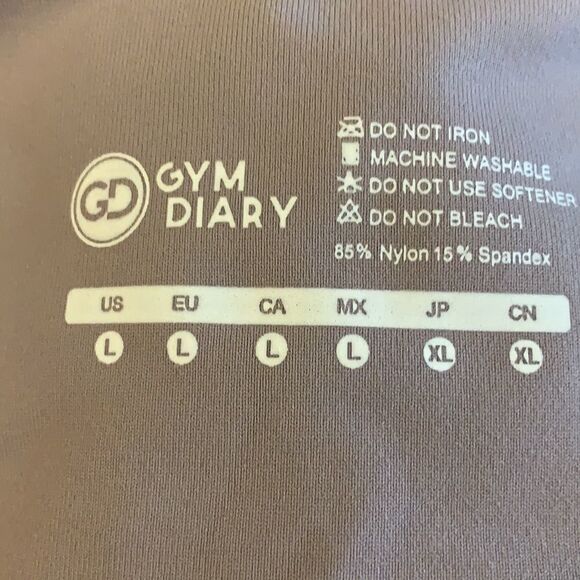 GD
GYM
DIARY
DO NOT IRON
MACHINE WASHABLE
DO NOT USE SOFTENER
DO NOT BLEACH
85% Nylon 15% Spandex
US EU CA MX JP CN
L L L L XL XL